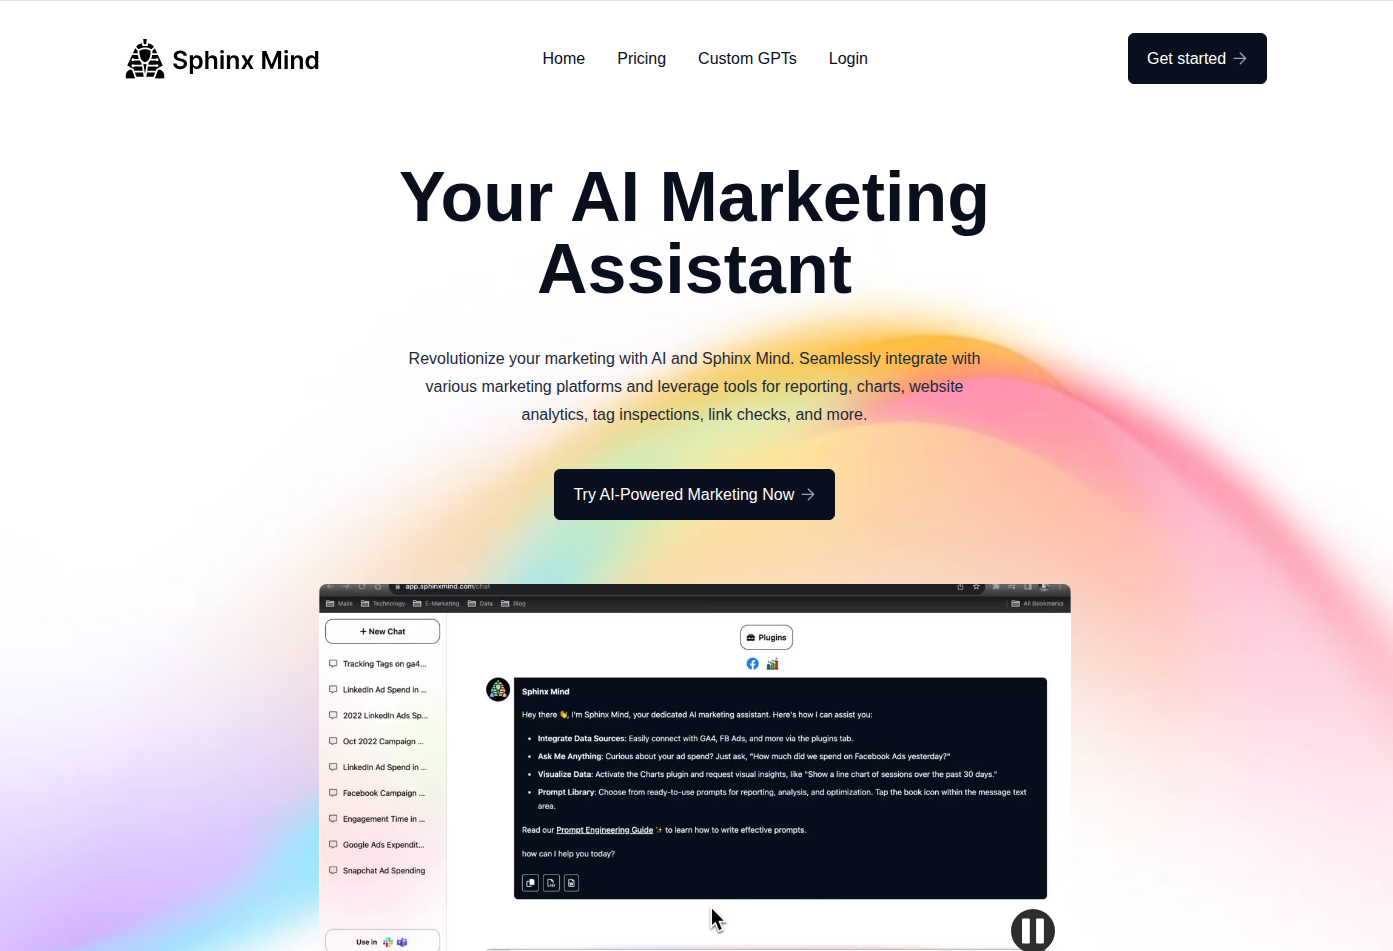 Sphinx Mind
Home
Pricing
Custom GPTs
Login
Get started
Your AI Marketing
Assistant
Revolutionize your marketing with AI and Sphinx Mind. Seamlessly integrate with
various marketing platforms and leverage tools for reporting, charts, website
analytics, tag inspections, link checks, and more.
Try AI-Powered Marketing Now
app.sphinxmind.com/chat
Mails
Technology
E-Marketing
Data
Blog
All Bookmarks
+ New Chat
Plugins
Tracking Tags on ga4...
LinkedIn Ad Spend in ...
2022 LinkedIn Ads Sp...
Oct 2022 Campaign ...
LinkedIn Ad Spend in ...
Facebook Campaign ...
Engagement Time in ...
Google Ads Expendit...
Snapchat Ad Spending
Use in
Sphinx Mind
Hey there 👋, I'm Sphinx Mind, your dedicated AI marketing assistant. Here's how I can assist you:
• Integrate Data Sources: Easily connect with GA4, FB Ads, and more via the plugins tab.
• Ask Me Anything: Curious about your ad spend? Just ask, "How much did we spend on Facebook Ads yesterday?"
• Visualize Data: Activate the Charts plugin and request visual insights, like "Show a line chart of sessions over the past 30 days."
• Prompt Library: Choose from ready-to-use prompts for reporting, analysis, and optimization. Tap the book icon within the message text
area.
Read our Prompt Engineering Guide ✨ to learn how to write effective prompts.
how can I help you today?